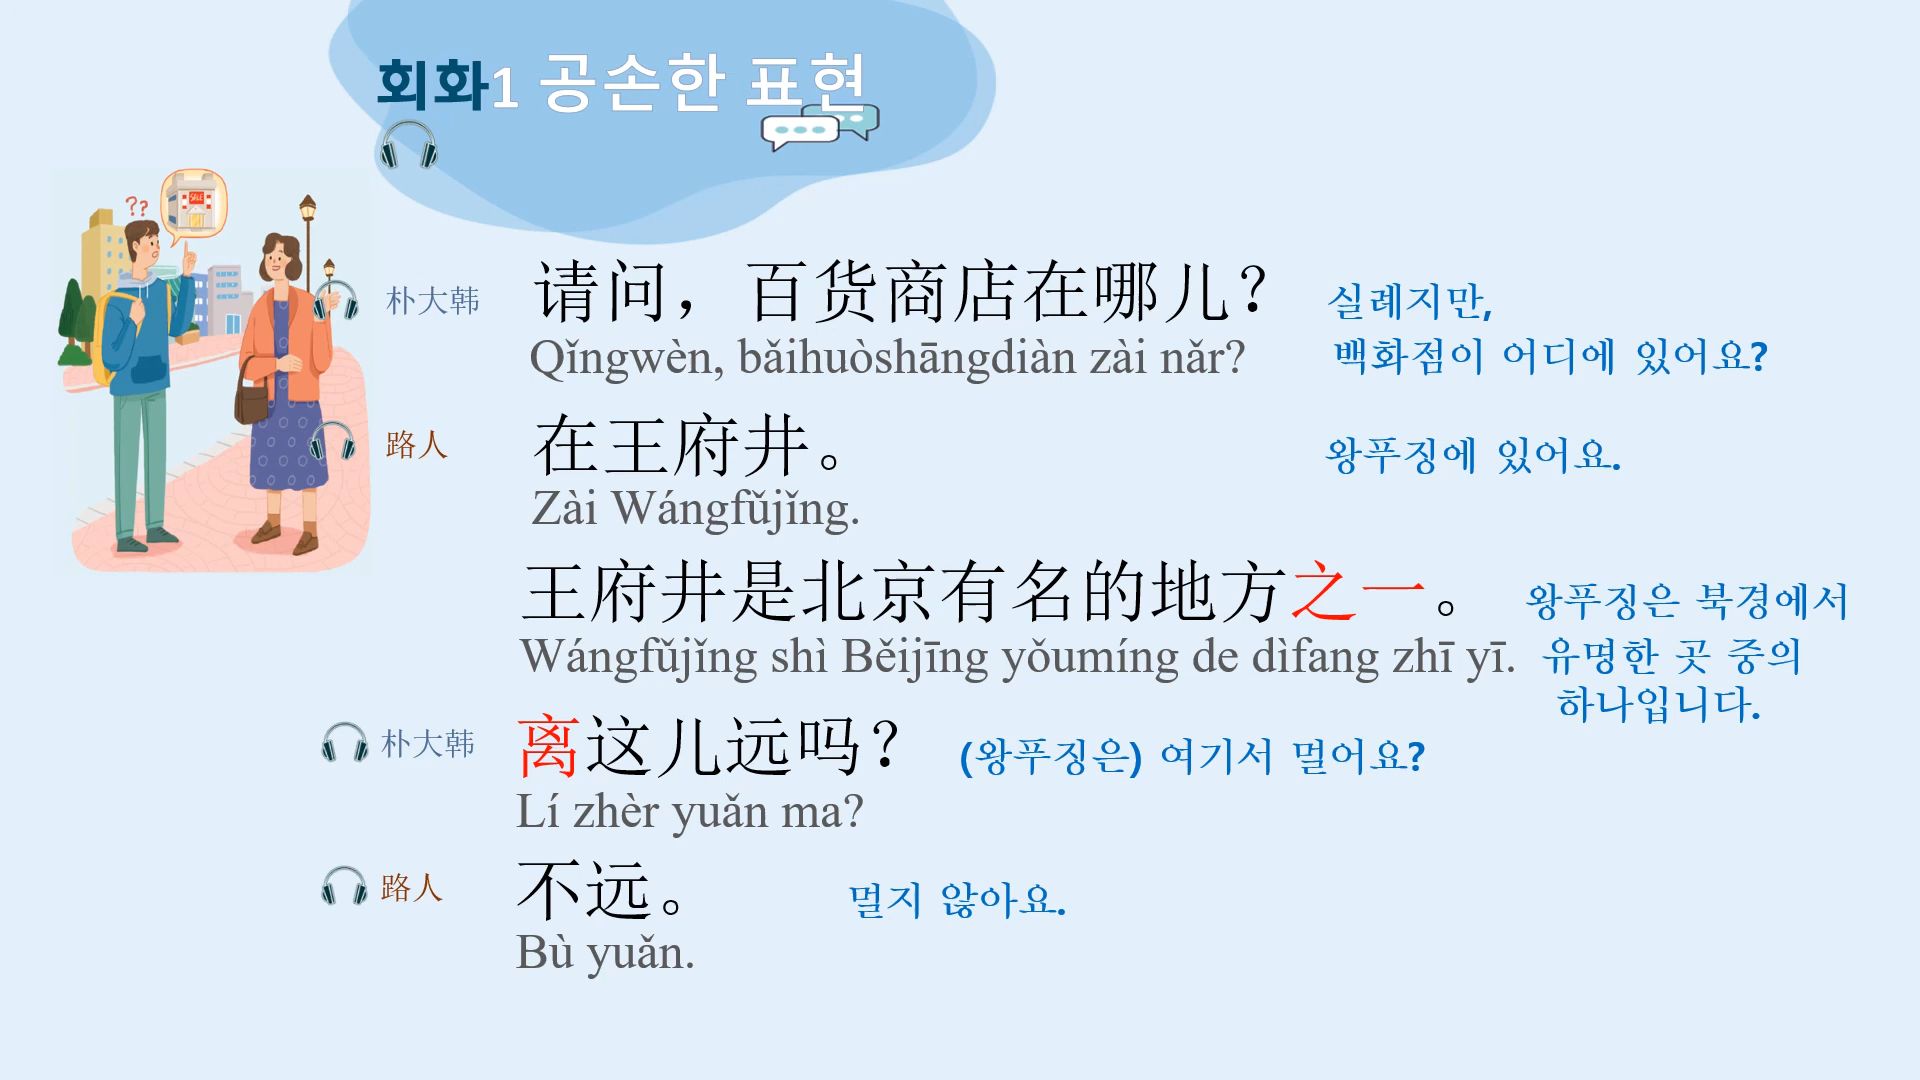 회화1 공손한 표현
??
SALE
朴大韩 请问，百货商店在哪儿？ 실례지만,
Qǐngwèn, bǎihuòshāngdiàn zài nǎr? 백화점이 어디에 있어요?
路人 在王府井。 왕푸징에 있어요.
Zài Wángfǔjǐng.
王府井是北京有名的地方之一。 왕푸징은 북경에서
Wángfǔjǐng shì Běijīng yǒumíng de dìfang zhī yī. 유명한 곳 중의
하나입니다.
朴大韩 离这儿远吗？ (왕푸징은) 여기서 멀어요?
Lí zhèr yuǎn ma?
路人 不远。 멀지 않아요.
Bù yuǎn.